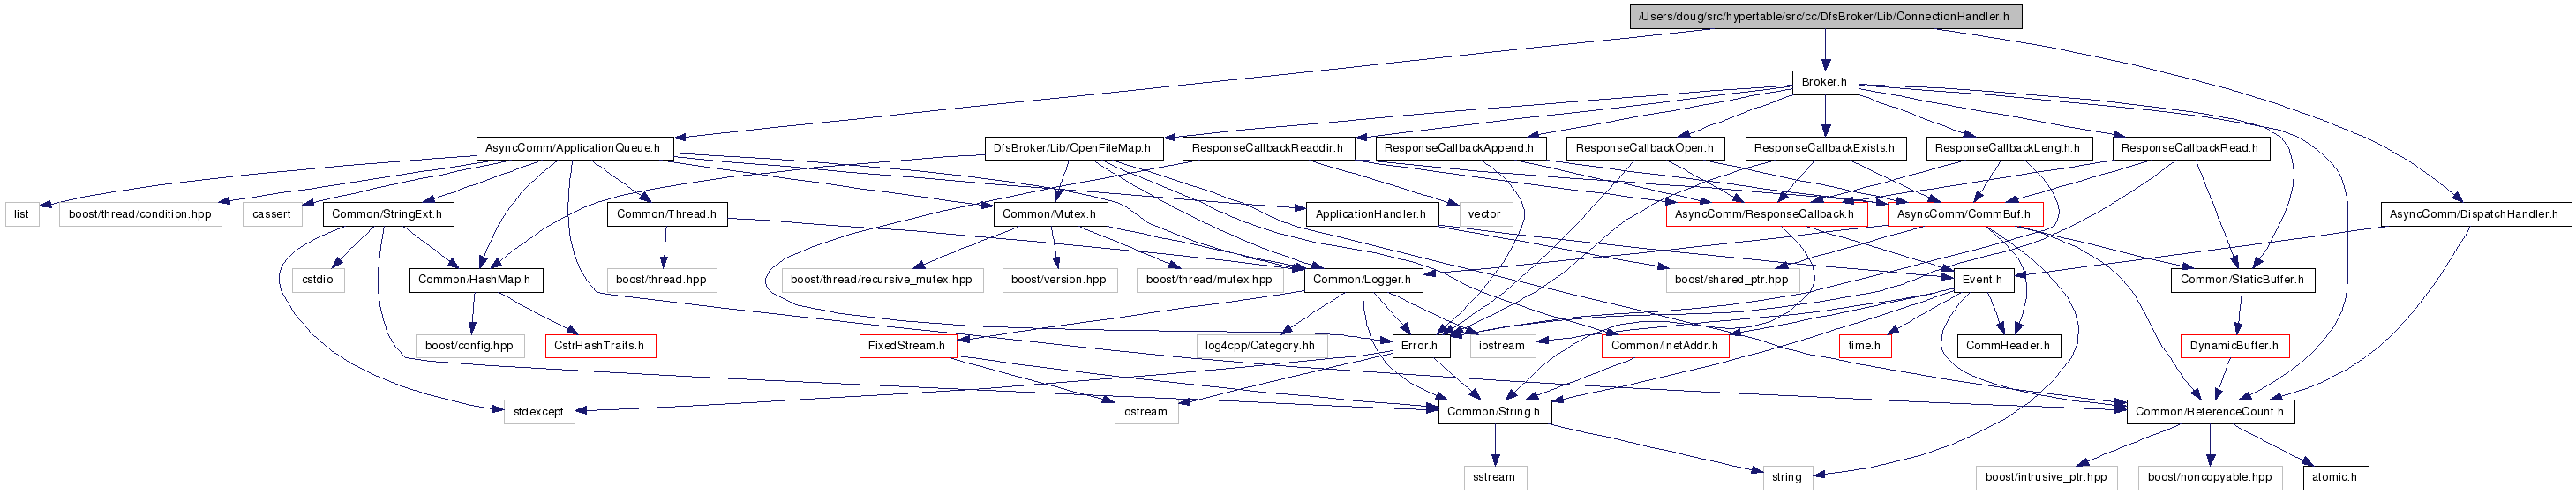 /Users/doug/src/hypertable/src/cc/DfsBroker/Lib/ConnectionHandler.h
Broker.h
AsyncComm/ApplicationQueue.h
DfsBroker/Lib/OpenFileMap.h
ResponseCallbackReaddir.h
ResponseCallbackAppend.h
ResponseCallbackOpen.h
ResponseCallbackExists.h
ResponseCallbackLength.h
ResponseCallbackRead.h
list
boost/thread/condition.hpp
cassert
Common/StringExt.h
Common/Thread.h
Common/Mutex.h
ApplicationHandler.h
vector
AsyncComm/ResponseCallback.h
AsyncComm/CommBuf.h
AsyncComm/DispatchHandler.h
cstdio
Common/HashMap.h
boost/thread.hpp
boost/thread/recursive_mutex.hpp
boost/version.hpp
boost/thread/mutex.hpp
Common/Logger.h
boost/shared_ptr.hpp
Event.h
Common/StaticBuffer.h
boost/config.hpp
CstrHashTraits.h
FixedStream.h
log4cpp/Category.hh
Error.h
iostream
Common/InetAddr.h
time.h
CommHeader.h
DynamicBuffer.h
stdexcept
ostream
Common/String.h
Common/ReferenceCount.h
sstream
string
boost/intrusive_ptr.hpp
boost/noncopyable.hpp
atomic.h